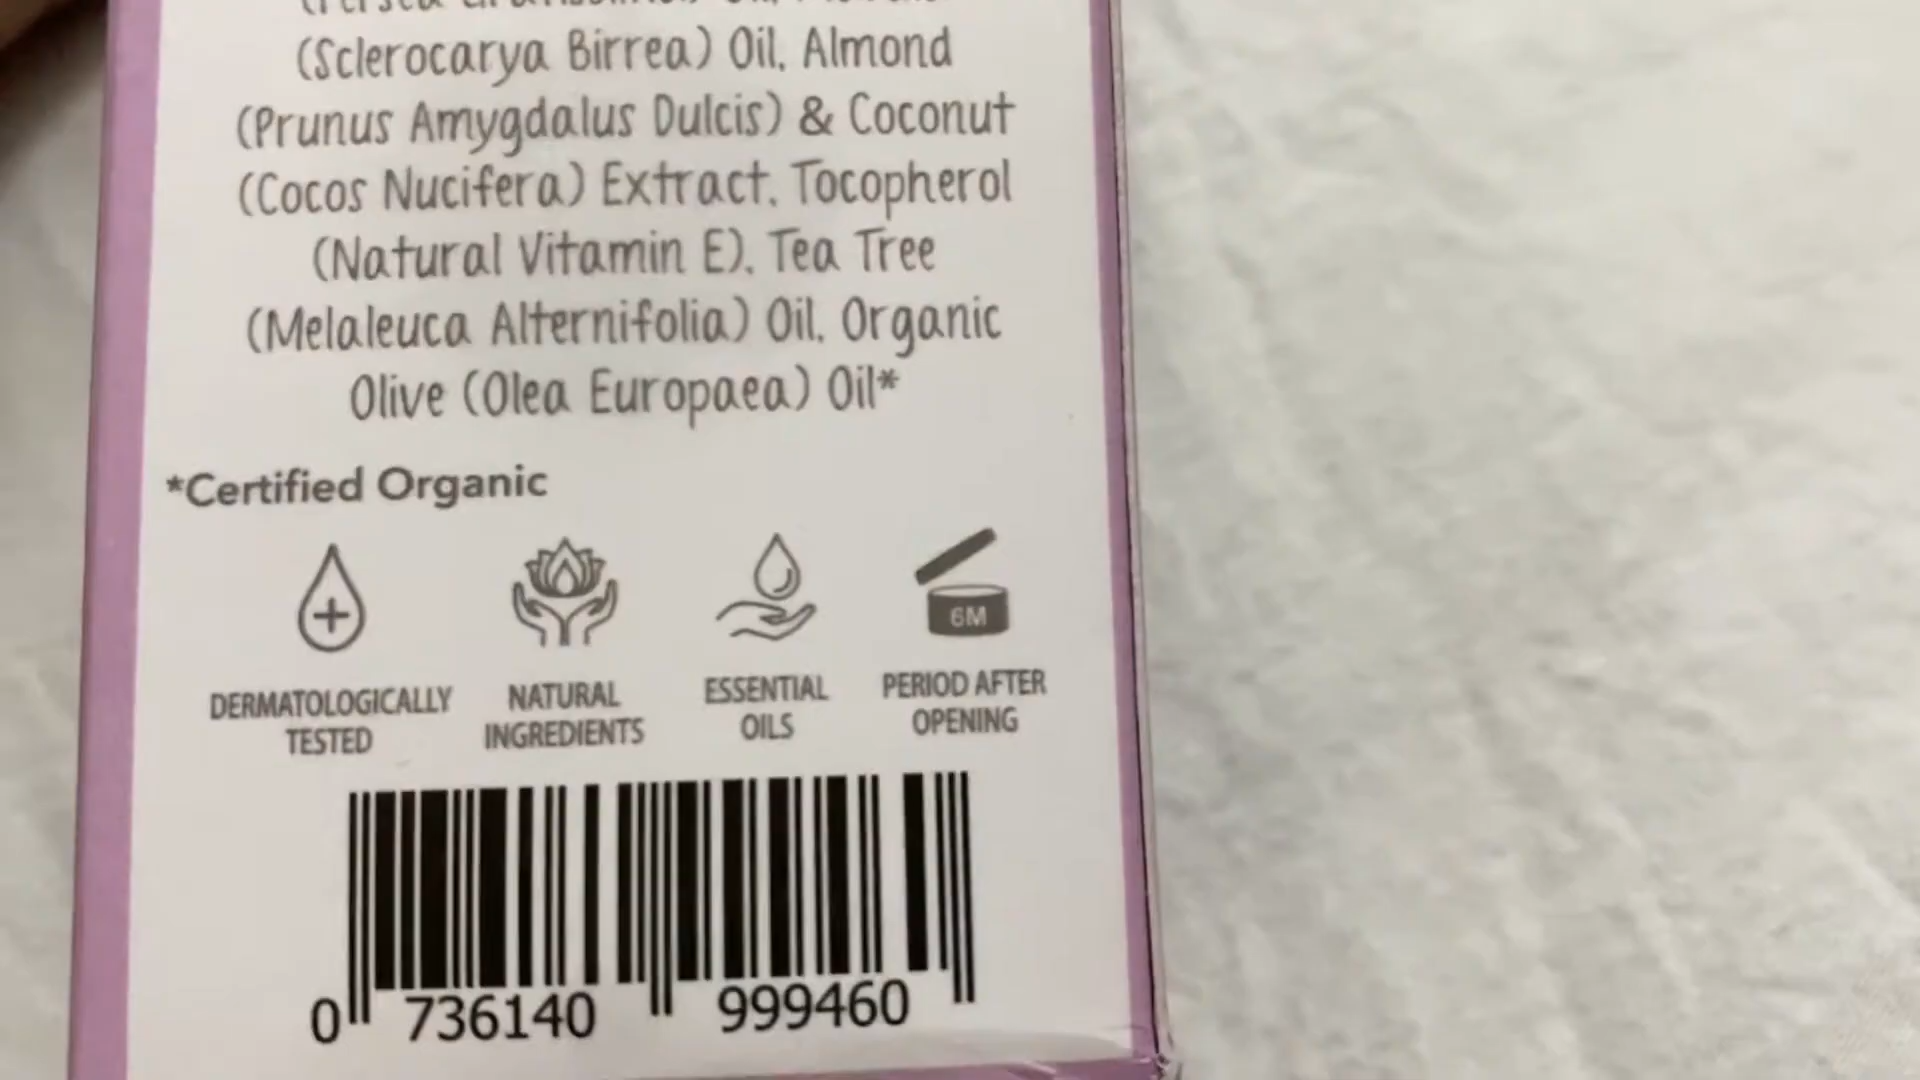 (Sclerocarya Birrea) Oil, Almond
(Prunus Amygdalus Dulcis) & Coconut
(Cocos Nucifera) Extract, Tocopherol
(Natural Vitamin E), Tea Tree
(Melaleuca Alternifolia) Oil, Organic
Olive (Olea Europaea) Oil*
*Certified Organic
6M
DERMATOLOGICALLY
TESTED
NATURAL
INGREDIENTS
ESSENTIAL
OILS
PERIOD AFTER
OPENING
0 736140 999460